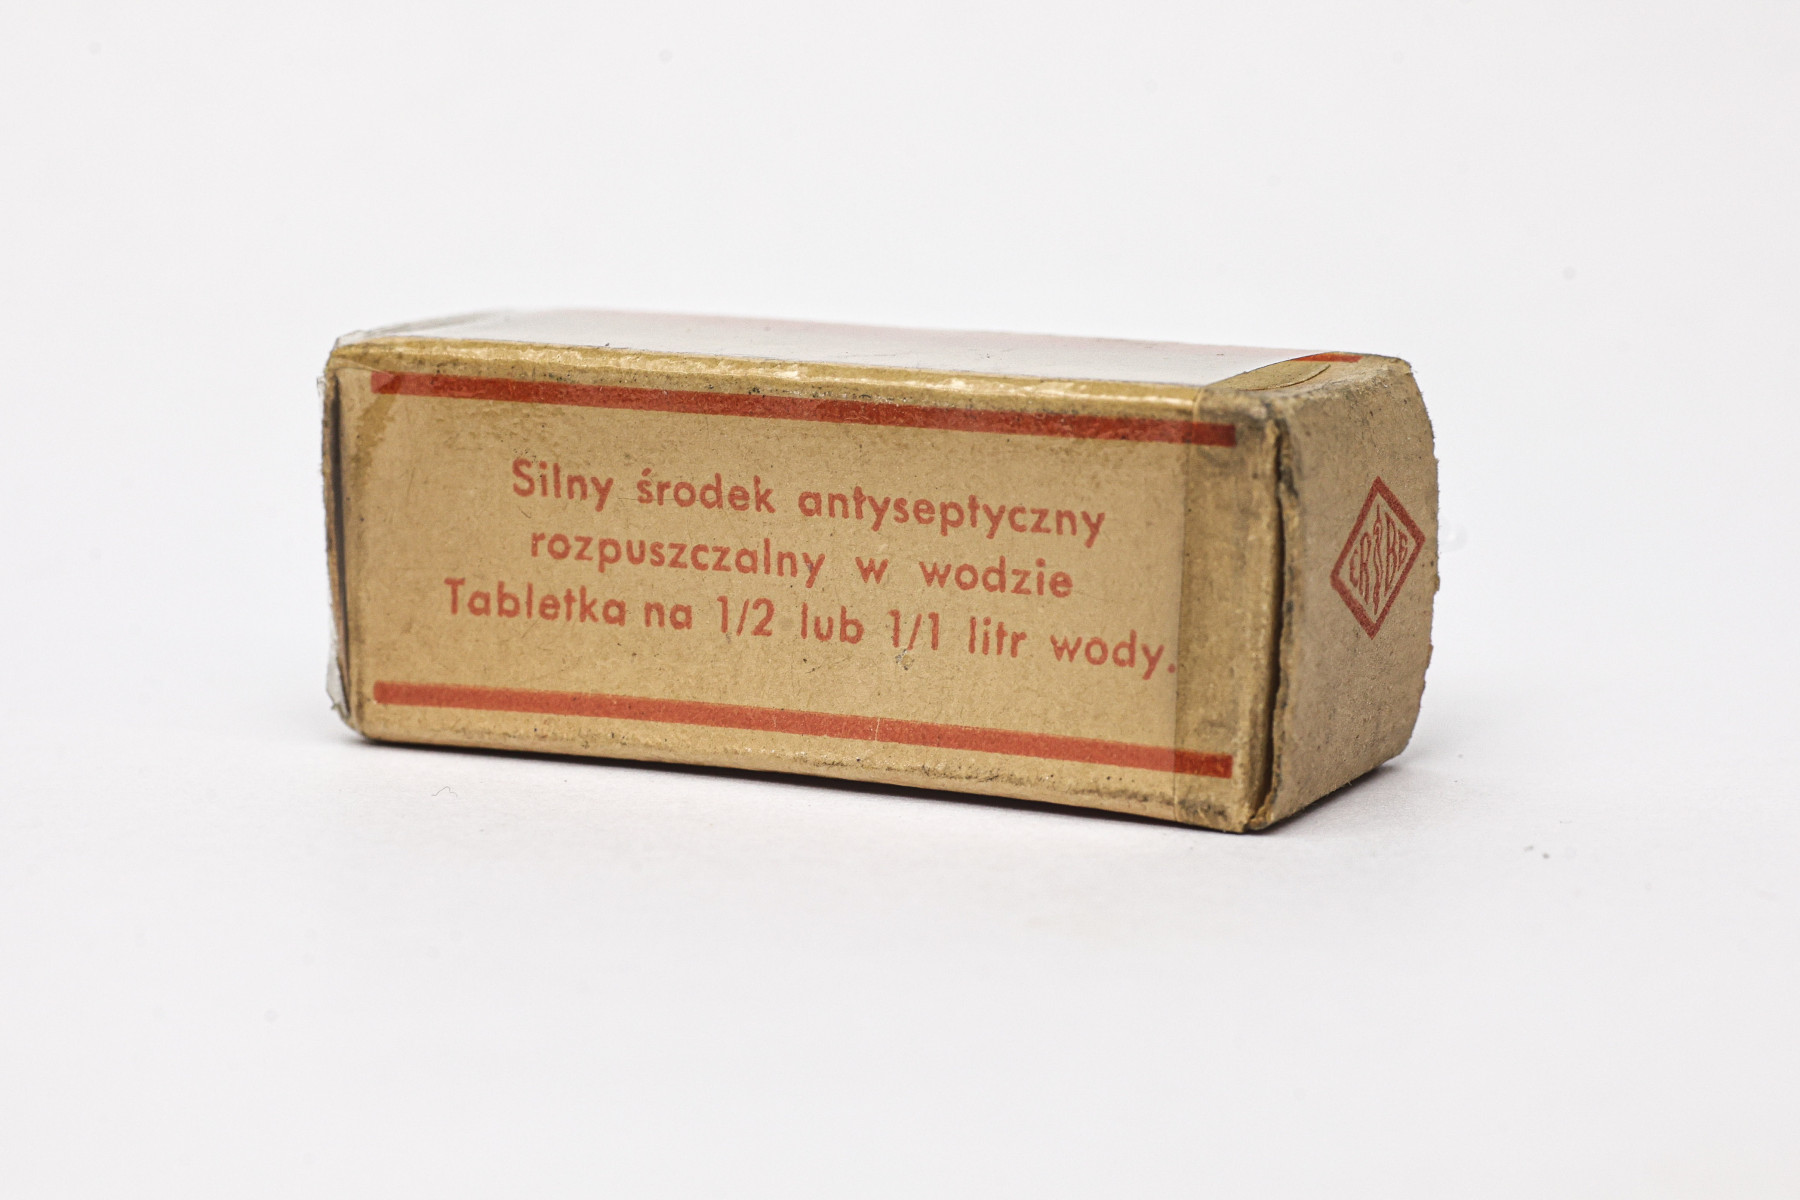 Silny środek antyseptyczny
rozpuszczalny w wodzie
Tabletka na 1/2 lub 1/1 litr wody.